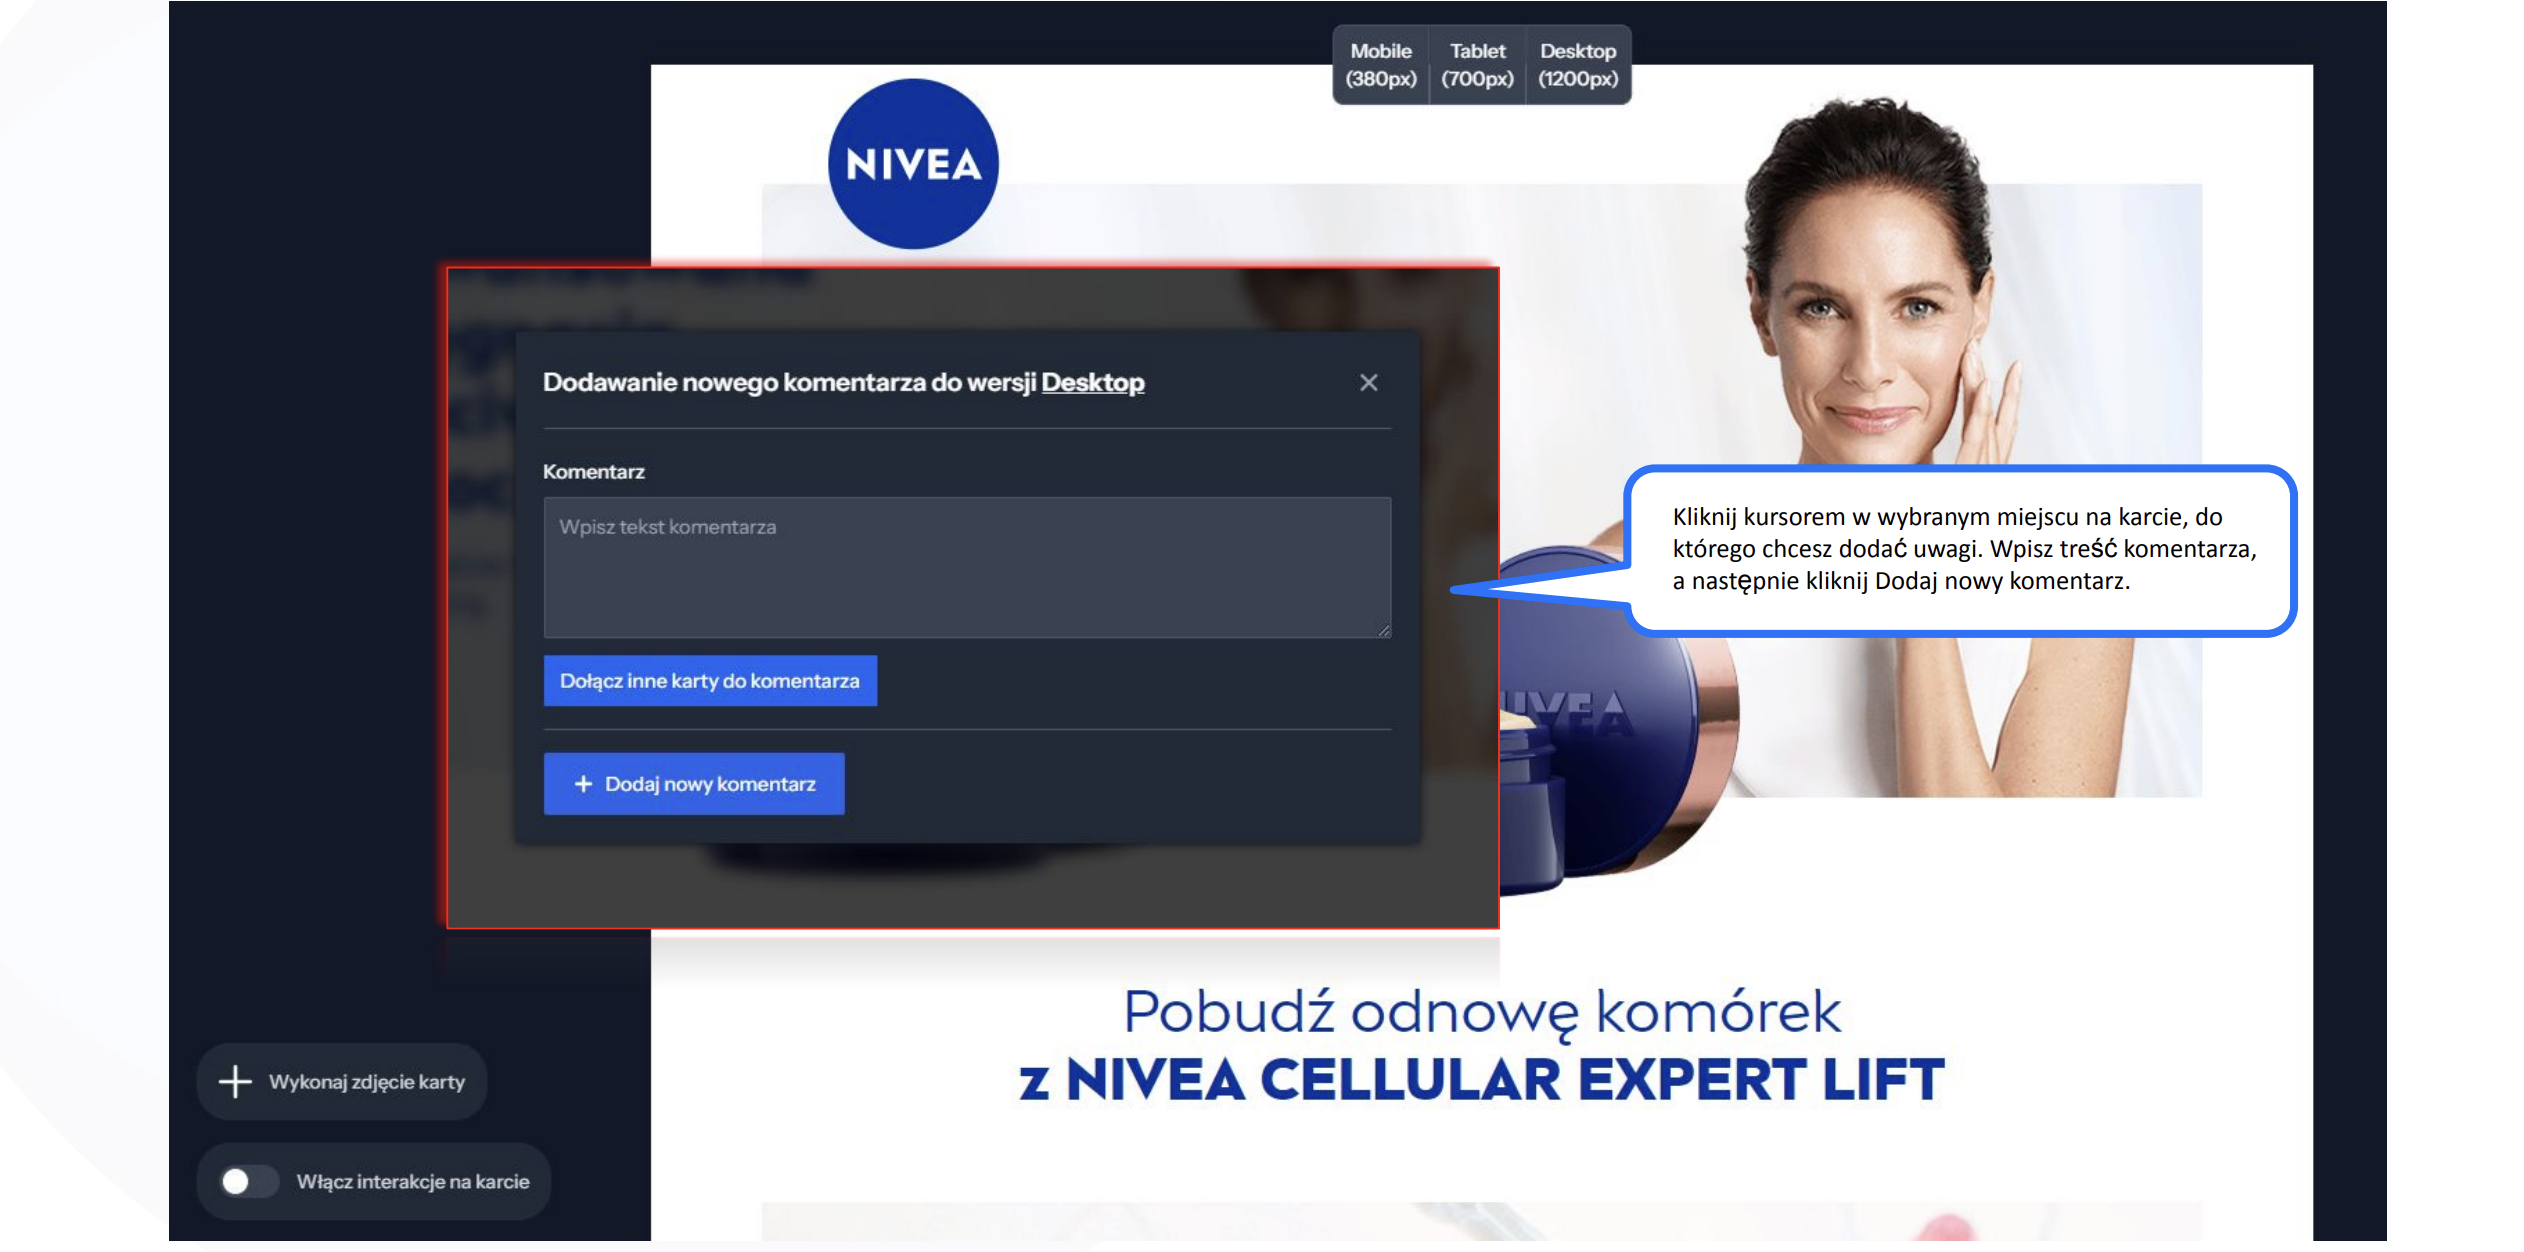 Mobile
(380px)
Tablet
(700px)
Desktop
(1200px)
NIVEA
Dodawanie nowego komentarza do wersji Desktop
Komentarz
Wpisz tekst komentarza
Dołącz inne karty do komentarza
+ Dodaj nowy komentarz
Kliknij kursorem w wybranym miejscu na karcie, do
którego chcesz dodać uwagi. Wpisz treść komentarza,
a następnie kliknij Dodaj nowy komentarz.
NIVEA
Pobudź odnowę komórek
z NIVEA CELLULAR EXPERT LIFT
Wykonaj zdjęcie karty
Włącz interakcje na karcie